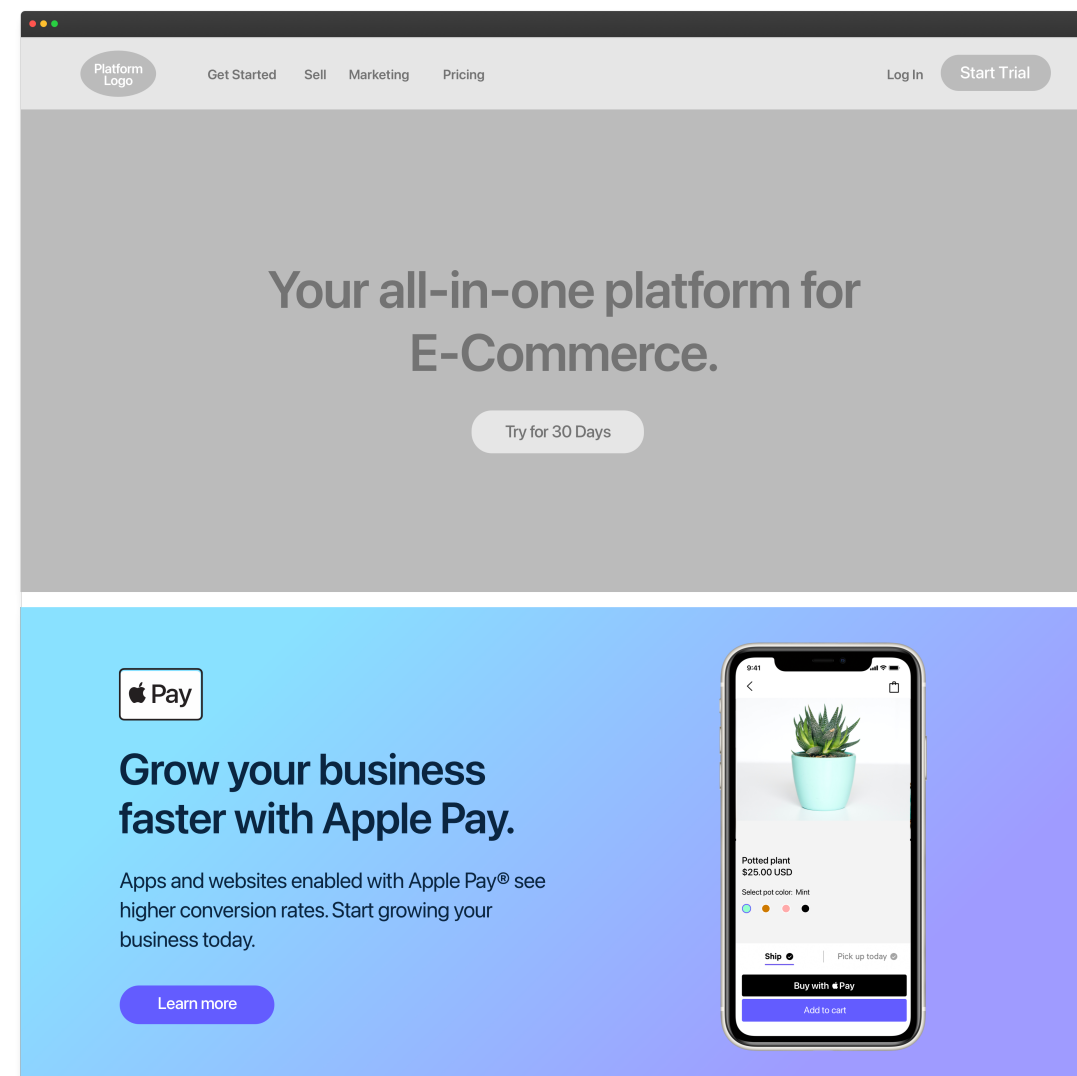 Platform
Logo
Get Started
Sell
Marketing
Pricing
Log In
Start Trial
Your all-in-one platform for
E-Commerce.
Try for 30 Days
Pay
Grow your business
faster with Apple Pay.
Apps and websites enabled with Apple Pay® see
higher conversion rates. Start growing your
business today.
Learn more
9:41
Potted plant
$25.00 USD
Select pot color: Mint
Ship
Pick up today
Buy with Pay
Add to cart